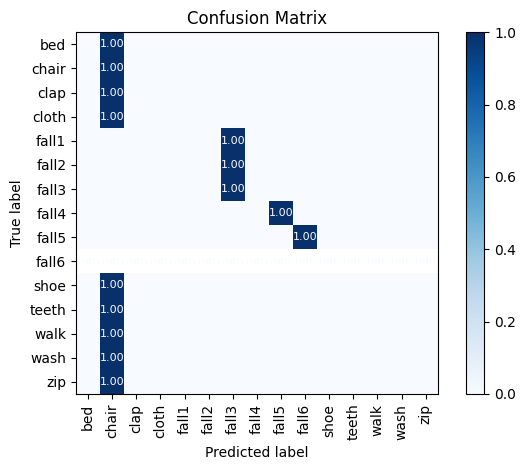 Confusion Matrix
True label
bed 1.00
chair 1.00
clap 1.00
cloth 1.00
fall1 1.00
fall2 1.00
fall3 1.00
fall4 1.00
fall5 1.00
fall6
shoe 1.00
teeth 1.00
walk 1.00
wash 1.00
zip 1.00
bed chair clap cloth fall1 fall2 fall3 fall4 fall5 fall6 shoe teeth walk wash zip
Predicted label
1.0
0.8
0.6
0.4
0.2
0.0